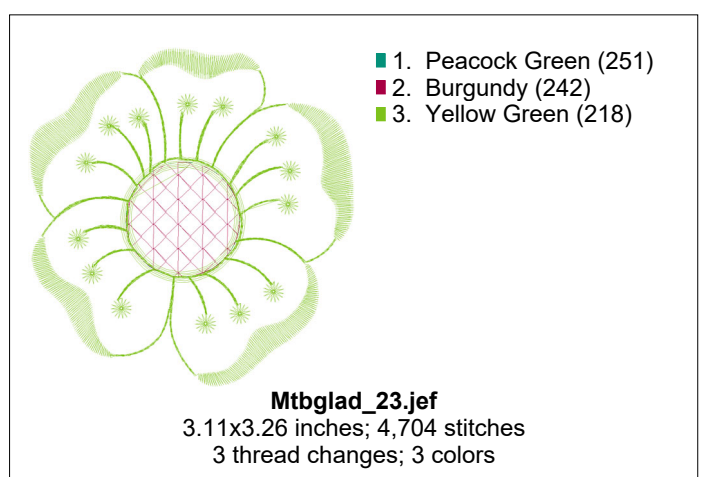 1. Peacock Green (251)
2. Burgundy (242)
3. Yellow Green (218)
Mtbglad_23.jef
3.11x3.26 inches; 4,704 stitches
3 thread changes; 3 colors